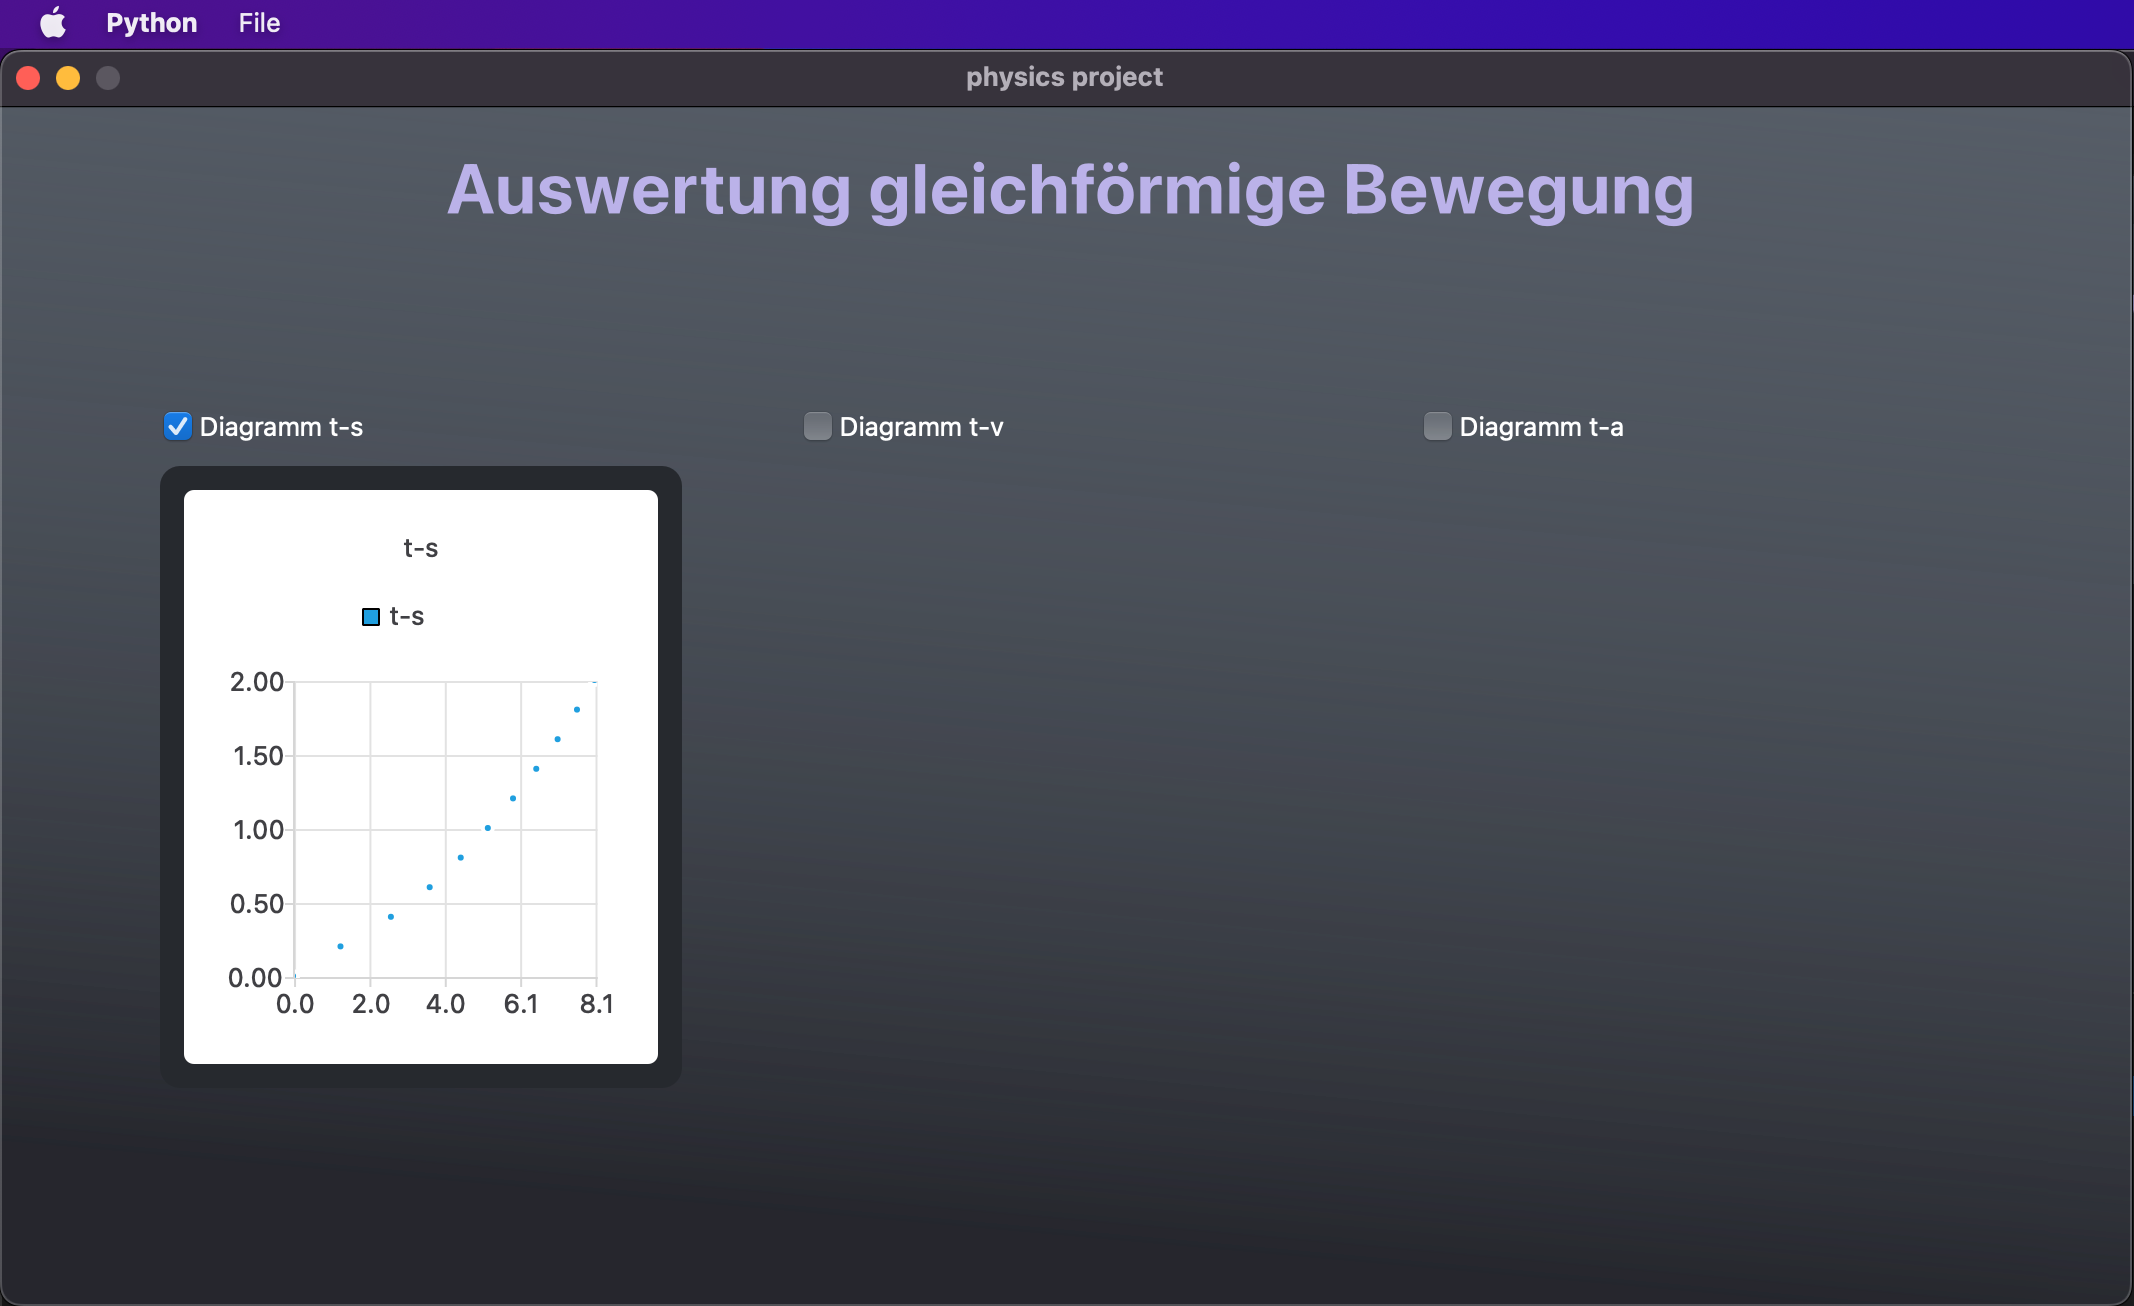 Python File
physics project
Auswertung gleichförmige Bewegung
Diagramm t-s
Diagramm t-v
Diagramm t-a
t-s
t-s
2.00
1.50
1.00
0.50
0.00
0.0 2.0 4.0 6.1 8.1